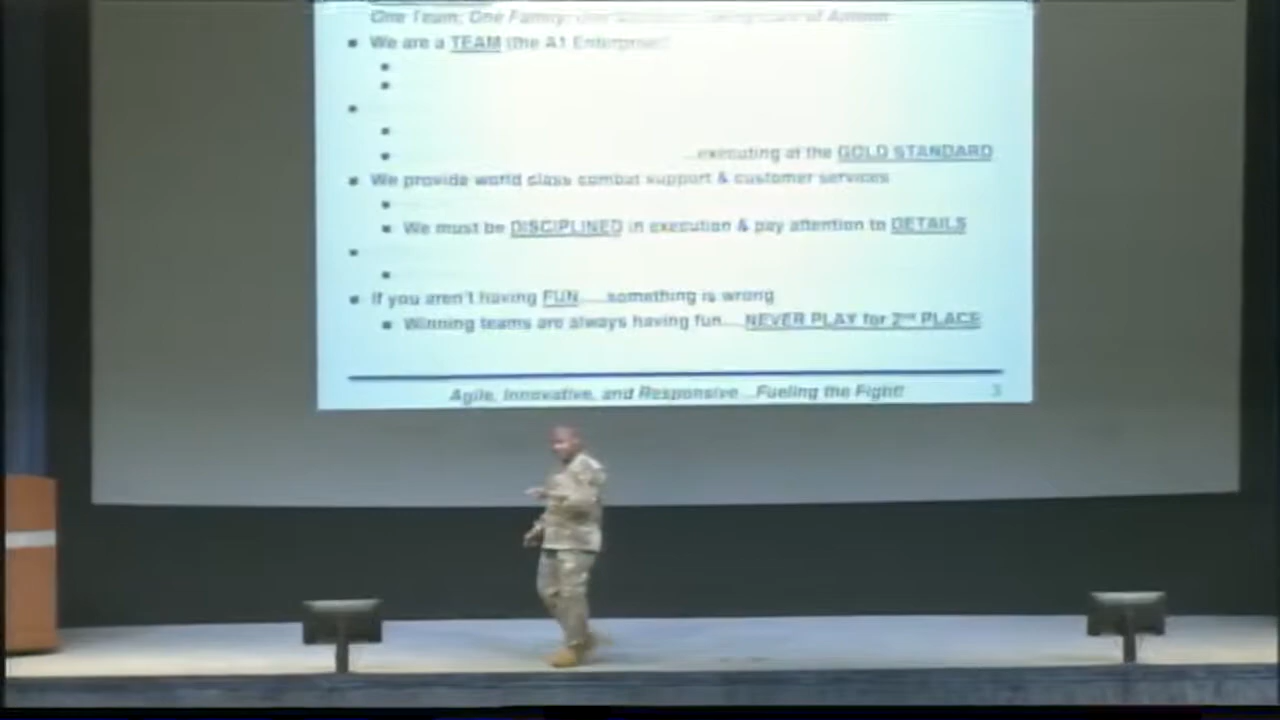 One Team, One Family
We are a TEAM (the A1 Enterprise)
...executing at the GOLD STANDARD
We provide world class combat support & customer services
We must be DISCIPLINED in execution & pay attention to DETAILS
If you aren't having FUN....something is wrong
Winning teams are always having fun....NEVER PLAY for 2nd PLACE
Agile, Innovative, and Responsive...Fueling the Fight!
3